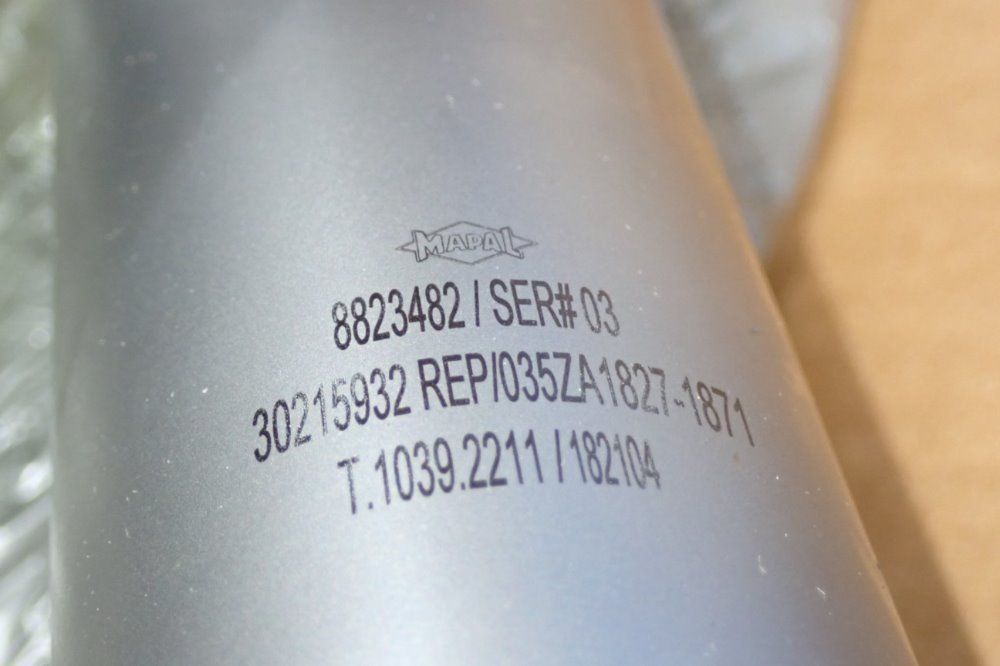 MAPAL
8823482 / SER# 03
30215932 REP/035ZA1827-1871
T.1039.2211 / 182104